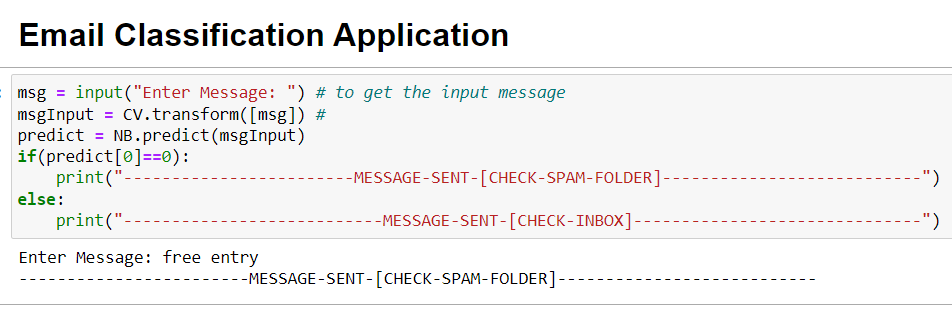 Email Classification Application
msg = input("Enter Message: ") # to get the input message
msgInput = CV.transform([msg]) #
predict = NB.predict(msgInput)
if(predict[0]==0):
    print("------------------------MESSAGE-SENT-[CHECK-SPAM-FOLDER]---------------------------")
else:
    print("---------------------------MESSAGE-SENT-[CHECK-INBOX]------------------------------")
Enter Message: free entry
------------------------MESSAGE-SENT-[CHECK-SPAM-FOLDER]---------------------------